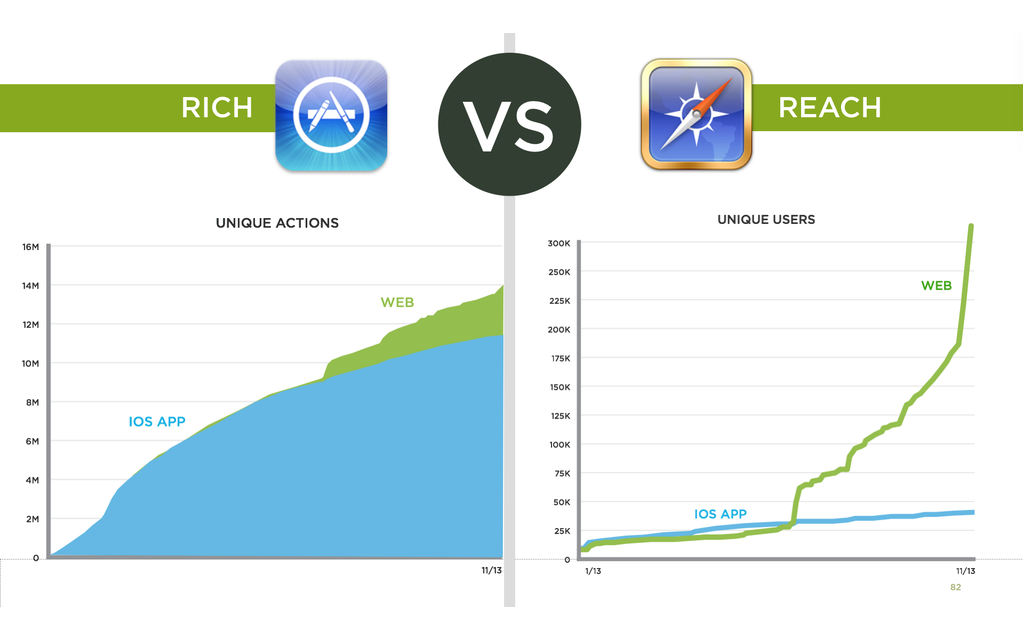 RICH
VS
REACH
UNIQUE ACTIONS
16M
14M
12M
10M
8M
6M
4M
2M
0
WEB
IOS APP
11/13
UNIQUE USERS
300K
250K
225K
200K
175K
150K
125K
100K
75K
50K
25K
0
WEB
IOS APP
1/13
11/13
82